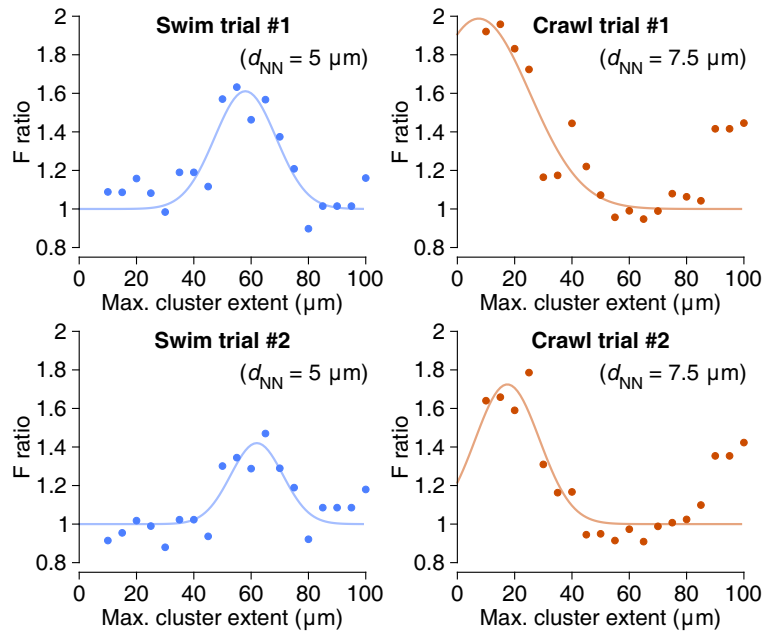 Swim trial #1
(d_NN = 5 µm)
2
1.8
1.6
1.4
1.2
1
0.8
F ratio
0 20 40 60 80 100
Max. cluster extent (µm)
Crawl trial #1
(d_NN = 7.5 µm)
2
1.8
1.6
1.4
1.2
1
0.8
F ratio
0 20 40 60 80 100
Max. cluster extent (µm)
Swim trial #2
(d_NN = 5 µm)
2
1.8
1.6
1.4
1.2
1
0.8
F ratio
0 20 40 60 80 100
Max. cluster extent (µm)
Crawl trial #2
(d_NN = 7.5 µm)
2
1.8
1.6
1.4
1.2
1
0.8
F ratio
0 20 40 60 80 100
Max. cluster extent (µm)